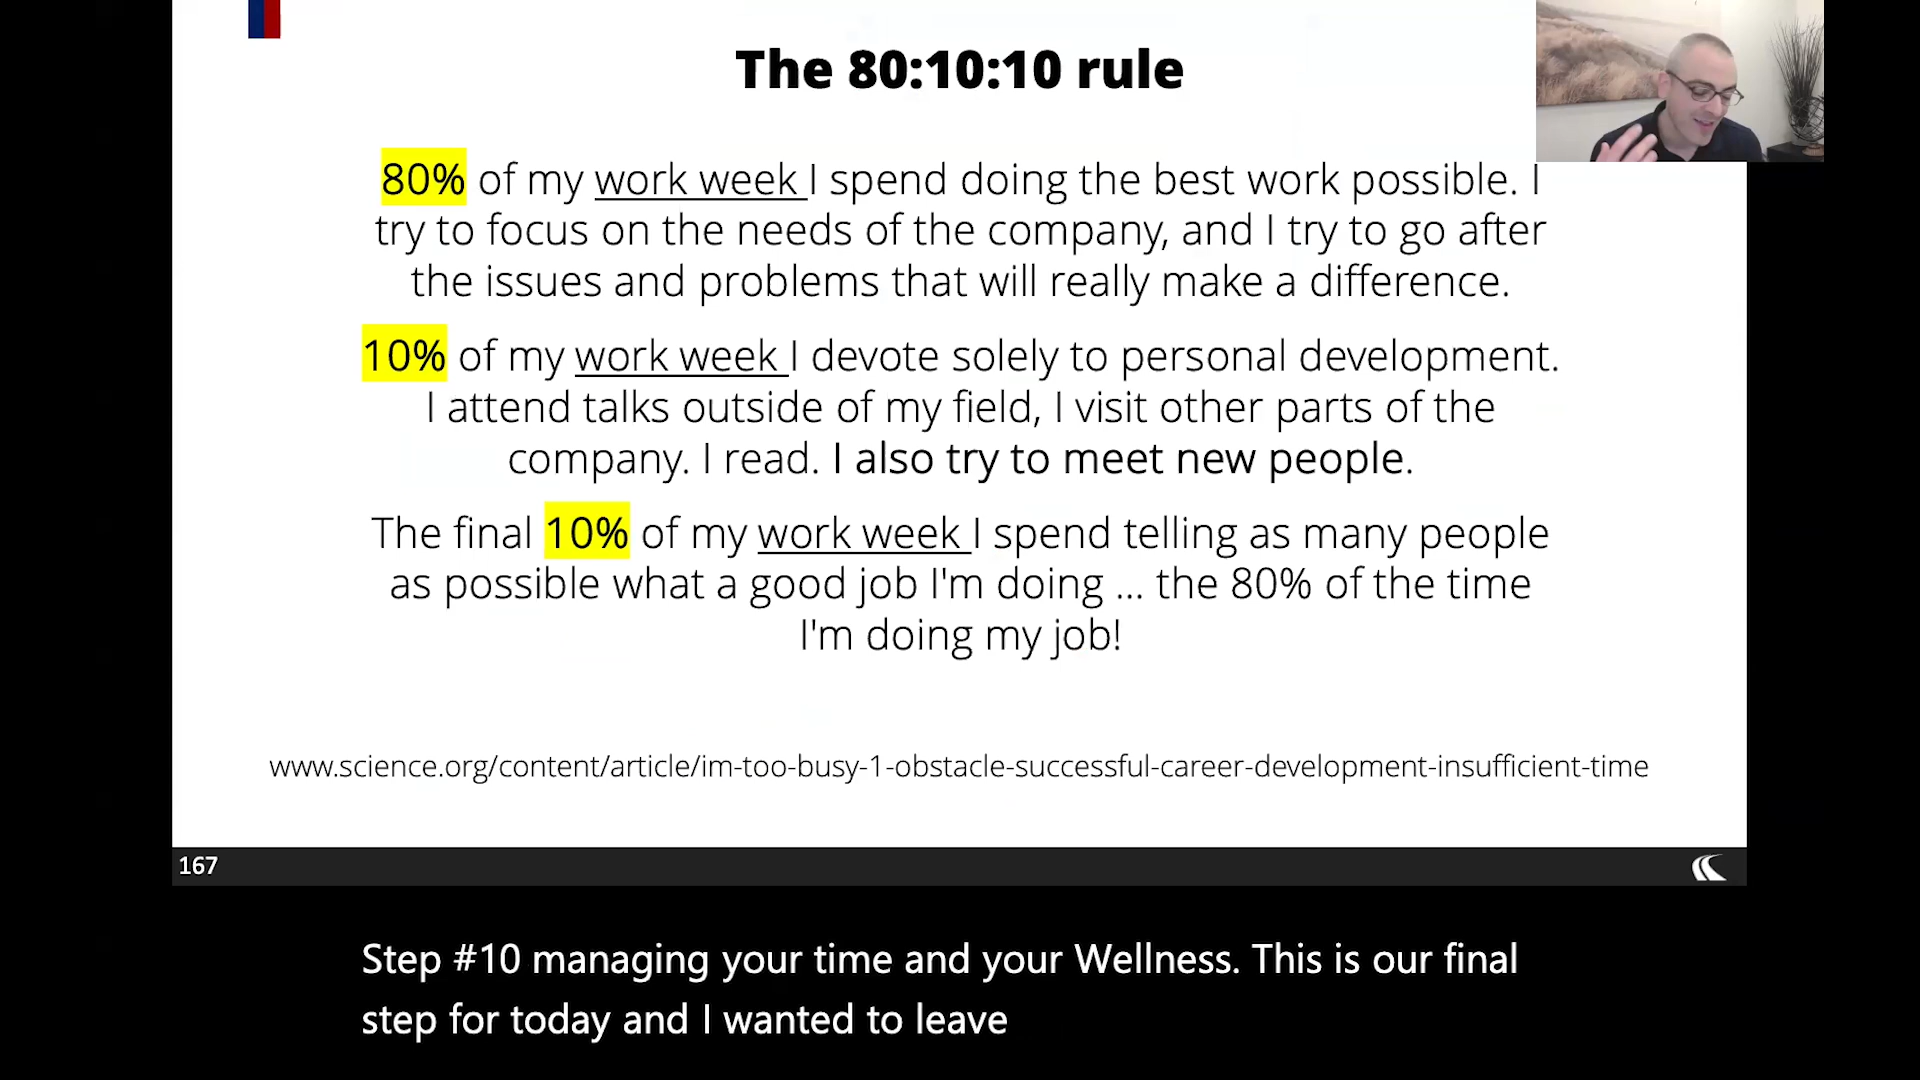 The 80:10:10 rule
80% of my work week I spend doing the best work possible. I
try to focus on the needs of the company, and I try to go after
the issues and problems that will really make a difference.
10% of my work week I devote solely to personal development.
I attend talks outside of my field, I visit other parts of the
company. I read. I also try to meet new people.
The final 10% of my work week I spend telling as many people
as possible what a good job I'm doing ... the 80% of the time
I'm doing my job!
www.science.org/content/article/im-too-busy-1-obstacle-successful-career-development-insufficient-time
167
Step #10 managing your time and your Wellness. This is our final
step for today and I wanted to leave